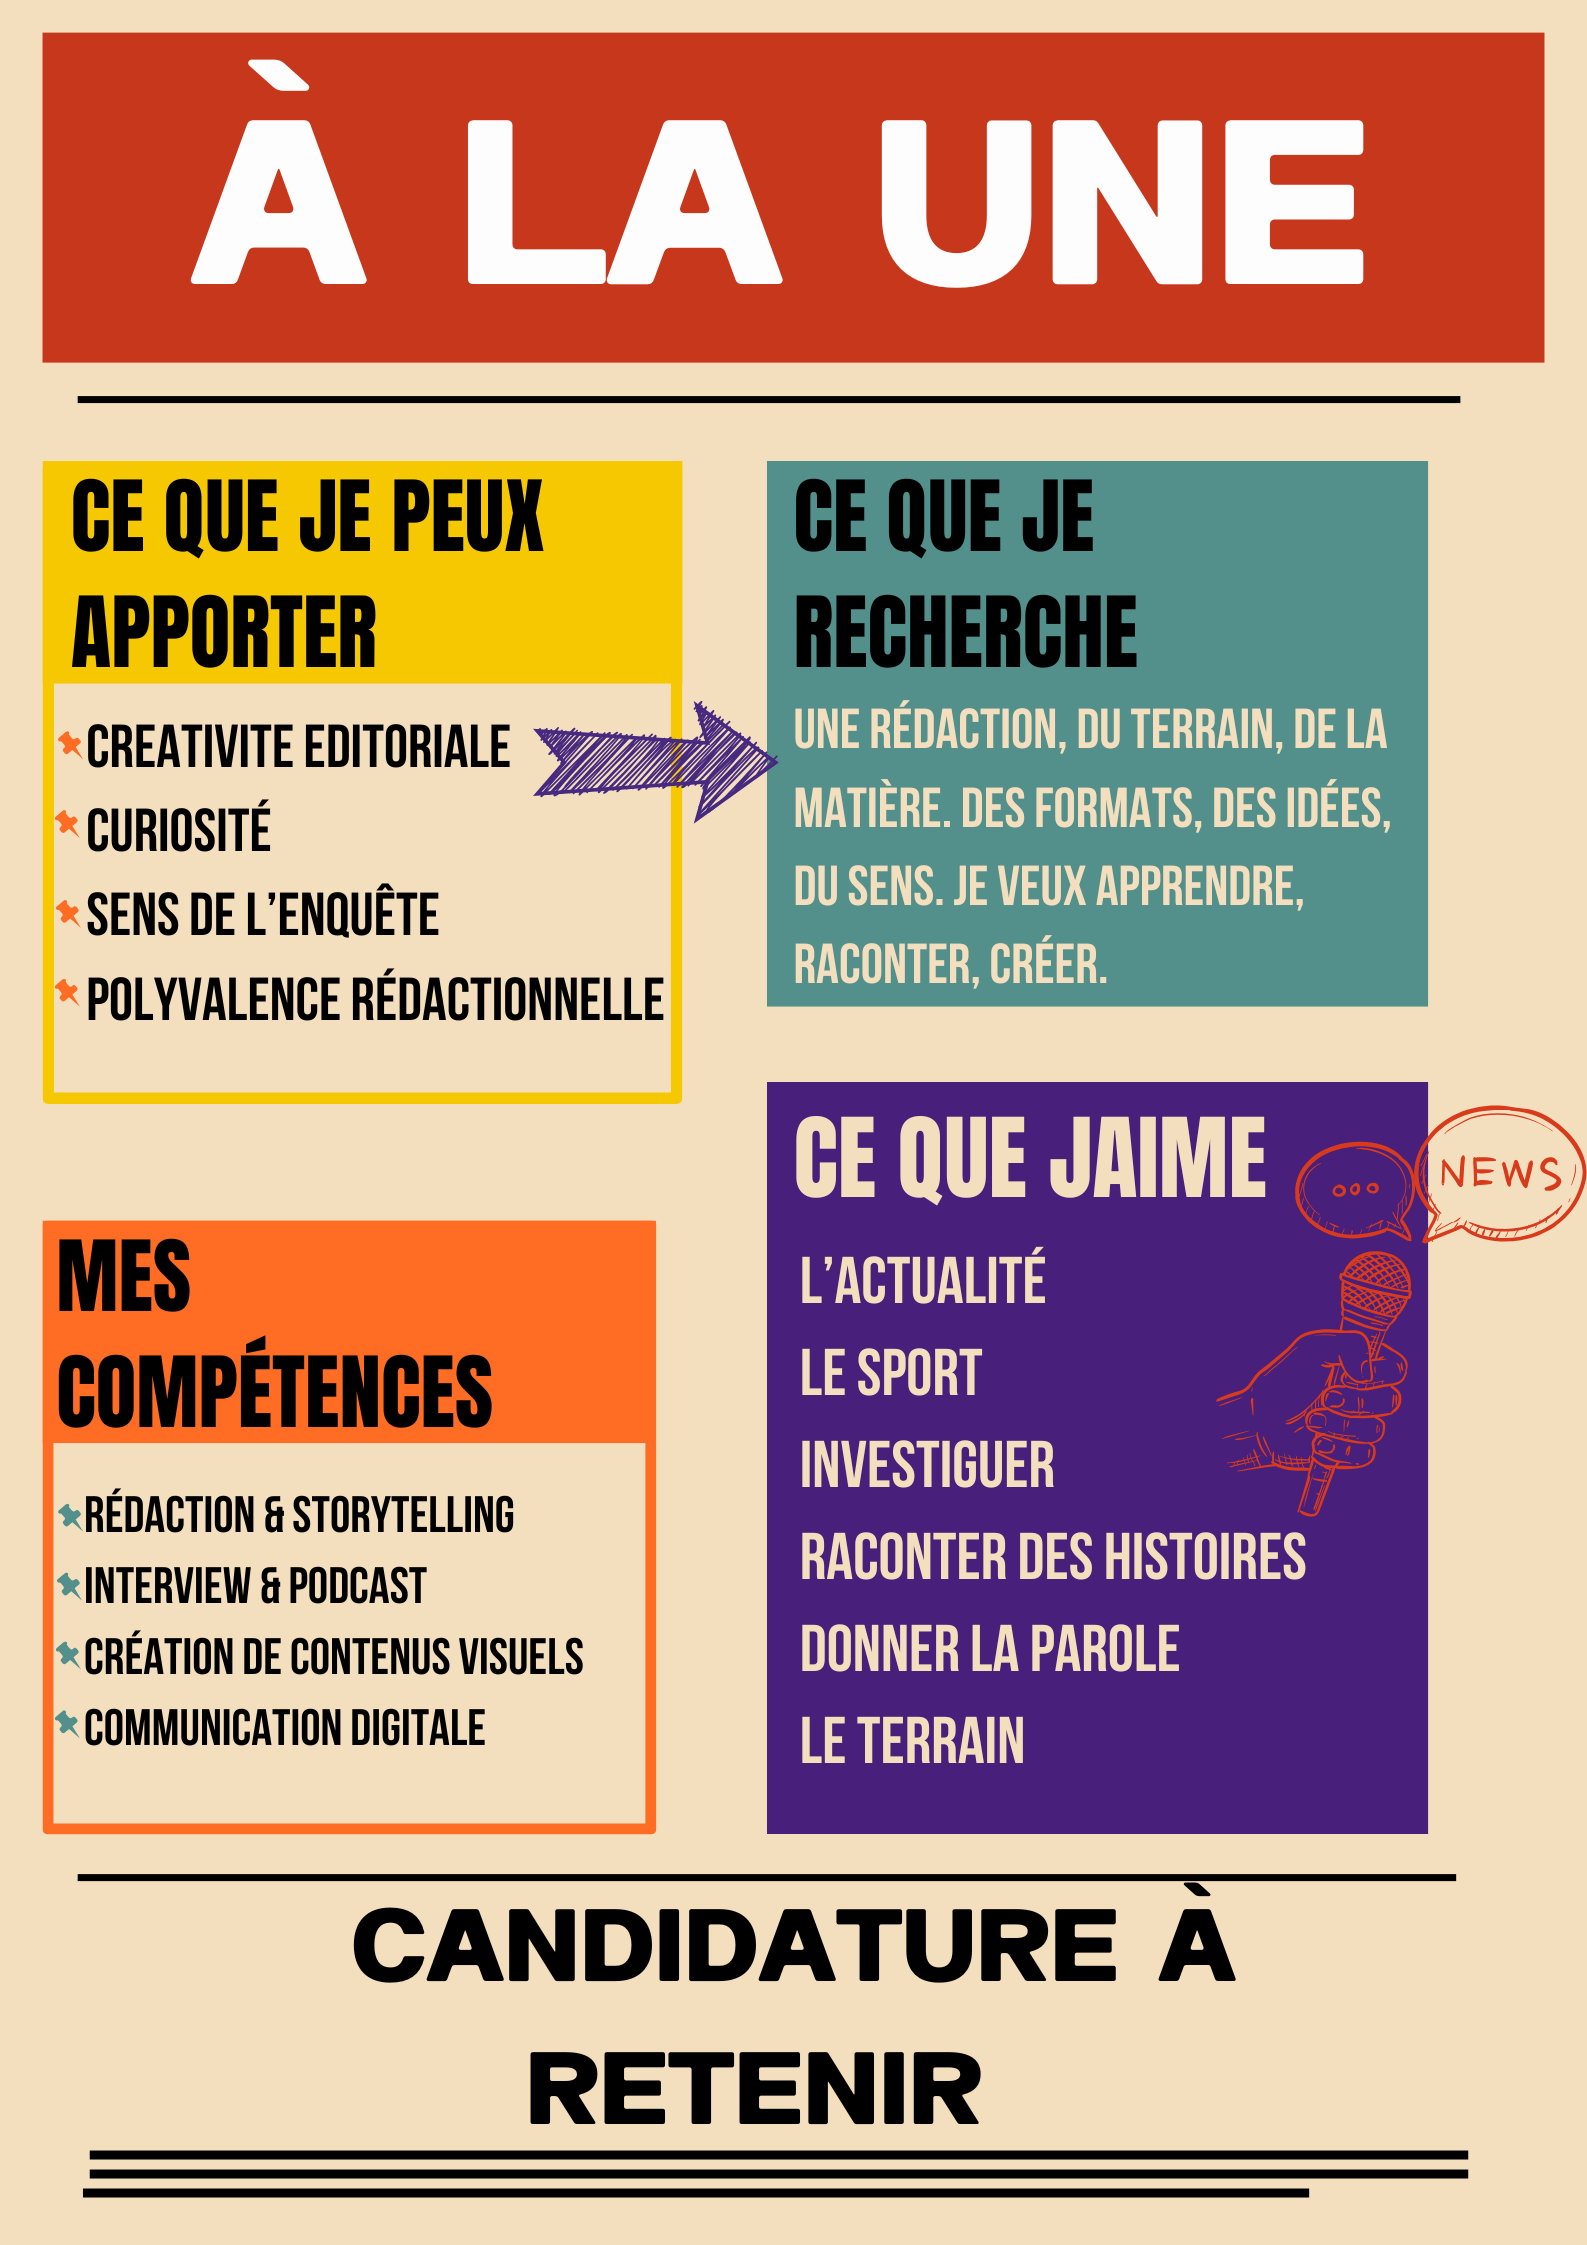 À LA UNE
CE QUE JE PEUX
APPORTER
CREATIVITE EDITORIALE
CURIOSITÉ
SENS DE L'ENQUÊTE
POLYVALENCE RÉDACTIONNELLE
CE QUE JE
RECHERCHE
UNE RÉDACTION, DU TERRAIN, DE LA
MATIÈRE. DES FORMATS, DES IDÉES,
DU SENS. JE VEUX APPRENDRE,
RACONTER, CRÉER.
MES
COMPÉTENCES
RÉDACTION & STORYTELLING
INTERVIEW & PODCAST
CRÉATION DE CONTENUS VISUELS
COMMUNICATION DIGITALE
CE QUE JAIME
...
NEWS
L'ACTUALITÉ
LE SPORT
INVESTIGUER
RACONTER DES HISTOIRES
DONNER LA PAROLE
LE TERRAIN
CANDIDATURE À
RETENIR